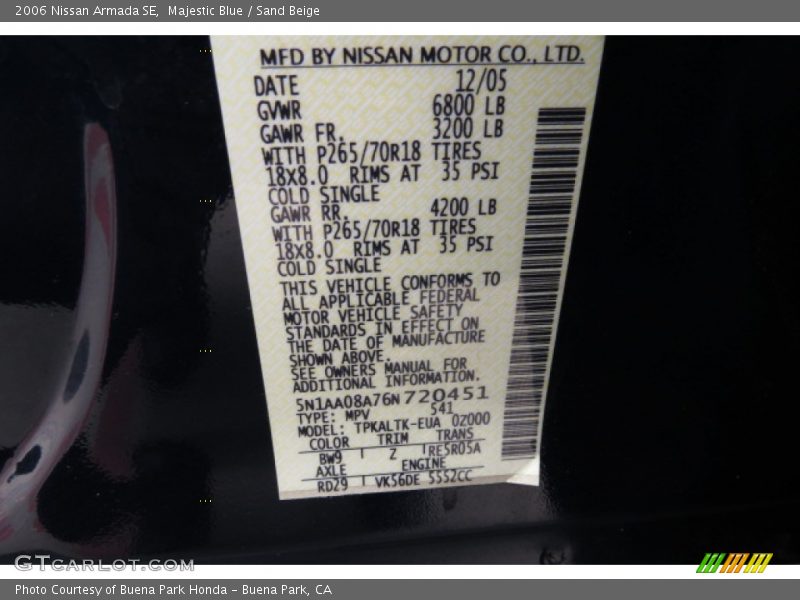 2006 Nissan Armada SE,  Majestic Blue / Sand Beige
MFD BY NISSAN MOTOR CO., LTD.
DATE 12/05
GVWR 6800 LB
GAWR FR. 3200 LB
WITH P265/70R18 TIRES
18X8.0 RIMS AT 35 PSI
COLD SINGLE
GAWR RR. 4200 LB
WITH P265/70R18 TIRES
18X8.0 RIMS AT 35 PSI
COLD SINGLE
THIS VEHICLE CONFORMS TO
ALL APPLICABLE FEDERAL
MOTOR VEHICLE SAFETY
STANDARDS IN EFFECT ON
THE DATE OF MANUFACTURE
SHOWN ABOVE.
SEE OWNERS MANUAL FOR
ADDITIONAL INFORMATION.
5N1AA08A76N720451
TYPE: MPV 541
MODEL: TPKALTK-EUA 0Z000
COLOR TRIM TRANS
BW9 Z RE5R05A
AXLE ENGINE
RD29 VK56DE 5552CC
GTCARLOT.COM
Photo Courtesy of Buena Park Honda - Buena Park, CA